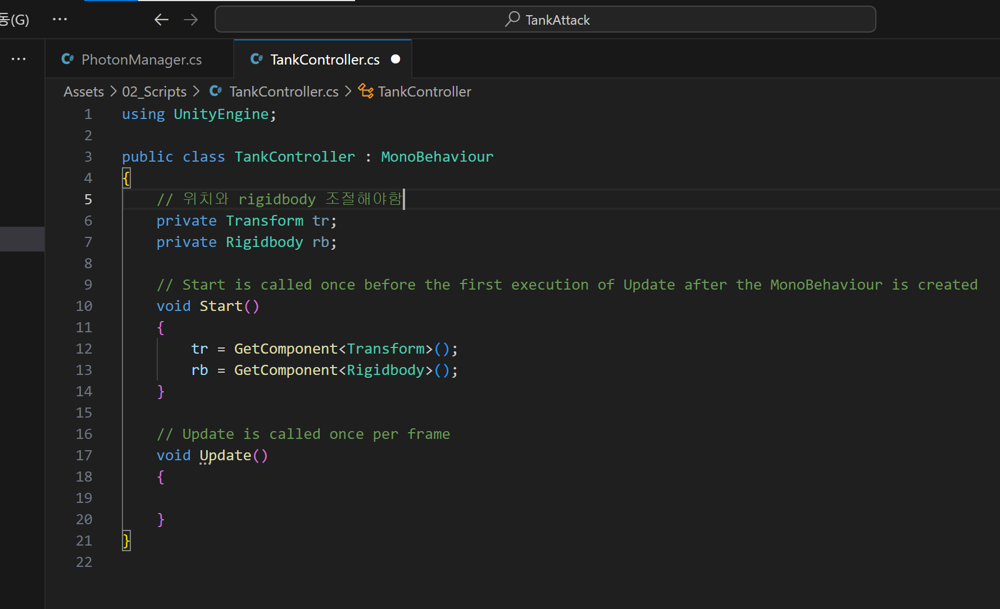 동(G) ··· TankAttack
··· C# PhotonManager.cs C# TankController.cs
Assets > 02_Scripts > C# TankController.cs > TankController
1 using UnityEngine;
2
3 public class TankController : MonoBehaviour
4 {
5 // 위치와 rigidbody 조절해야함
6 private Transform tr;
7 private Rigidbody rb;
8
9 // Start is called once before the first execution of Update after the MonoBehaviour is created
10 void Start()
11 {
12 tr = GetComponent<Transform>();
13 rb = GetComponent<Rigidbody>();
14 }
15
16 // Update is called once per frame
17 void Update()
18 {
19
20 }
21 }
22